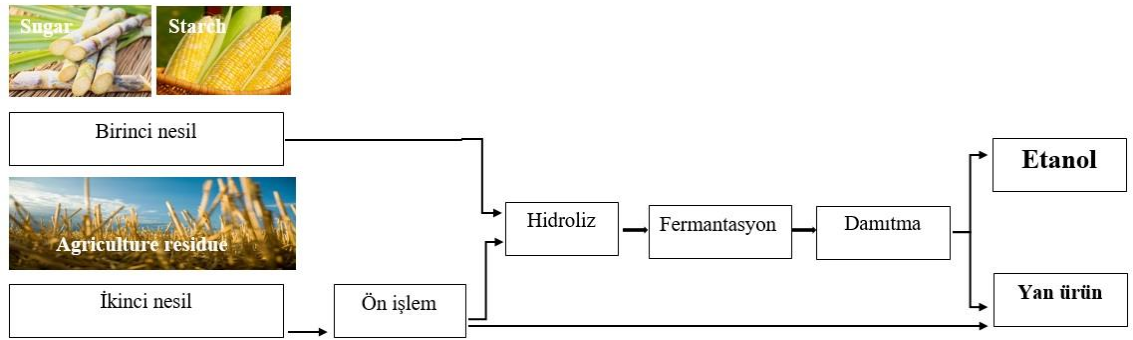 Sugar
Starch
Birinci nesil
Agriculture residue
İkinci nesil
Ön işlem
Hidroliz
Fermantasyon
Damıtma
Etanol
Yan ürün